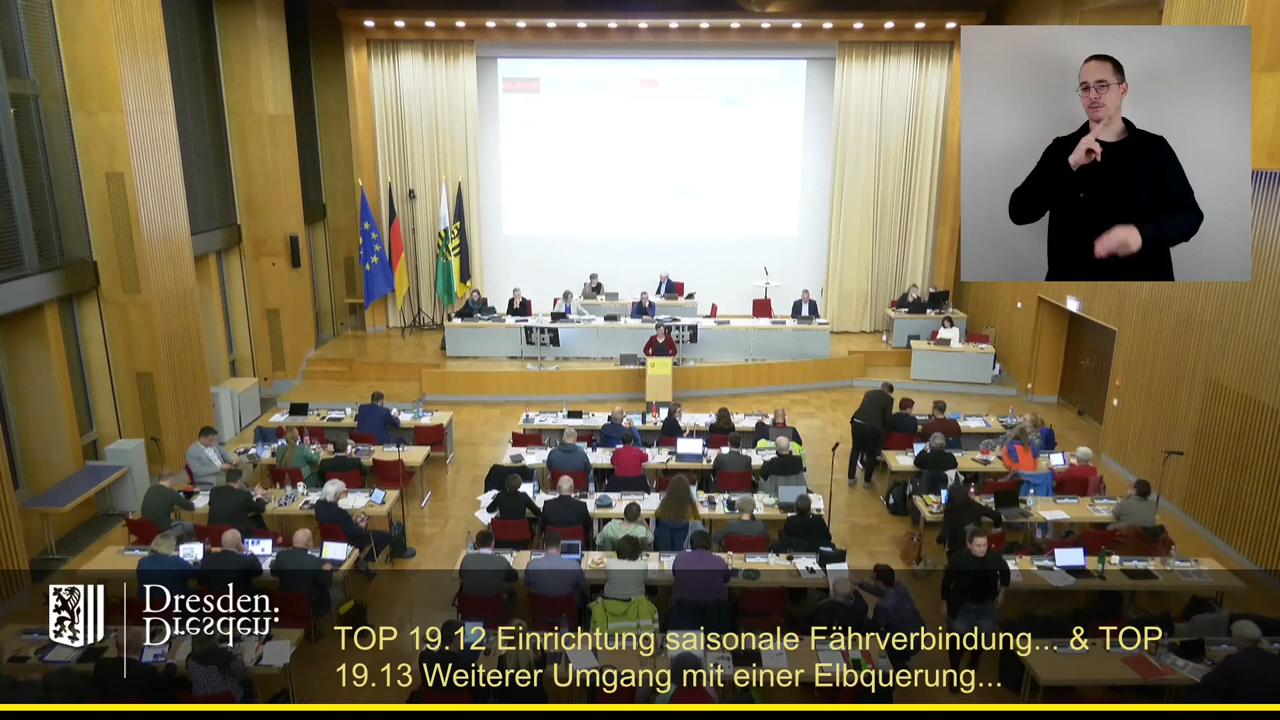 Dresden.
Dresden.
TOP 19.12 Einrichtung saisonale Fährverbindung... & TOP
19.13 Weiterer Umgang mit einer Elbquerung...